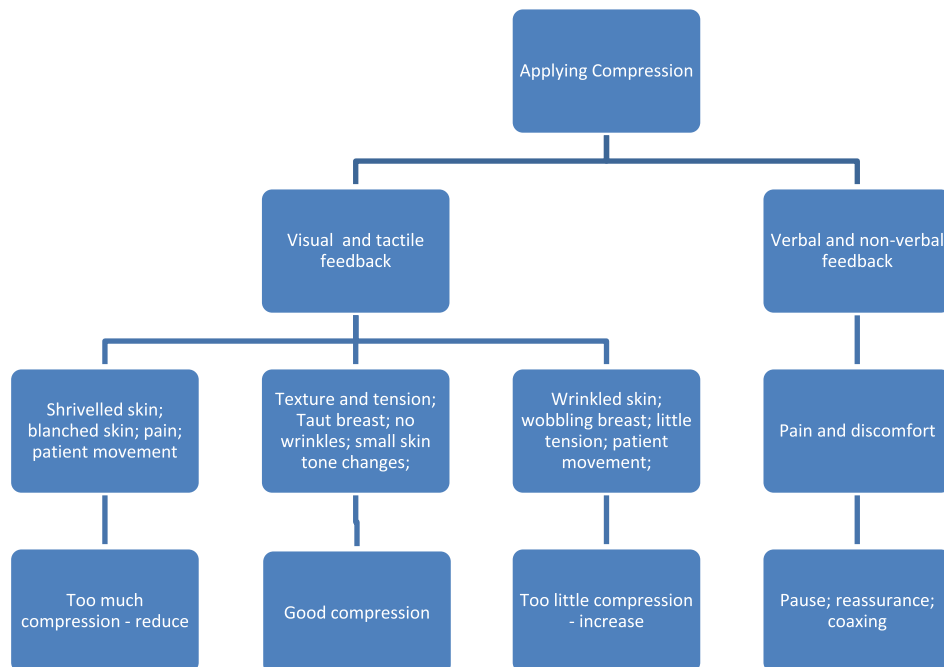 Applying Compression
Visual  and tactile
feedback
Verbal and non-verbal
feedback
Shrivelled skin;
blanched skin; pain;
patient movement
Texture and tension;
Taut breast; no
wrinkles; small skin
tone changes;
Wrinkled skin;
wobbling breast; little
tension; patient
movement;
Pain and discomfort
Too much
compression - reduce
Good compression
Too little compression
- increase
Pause; reassurance;
coaxing